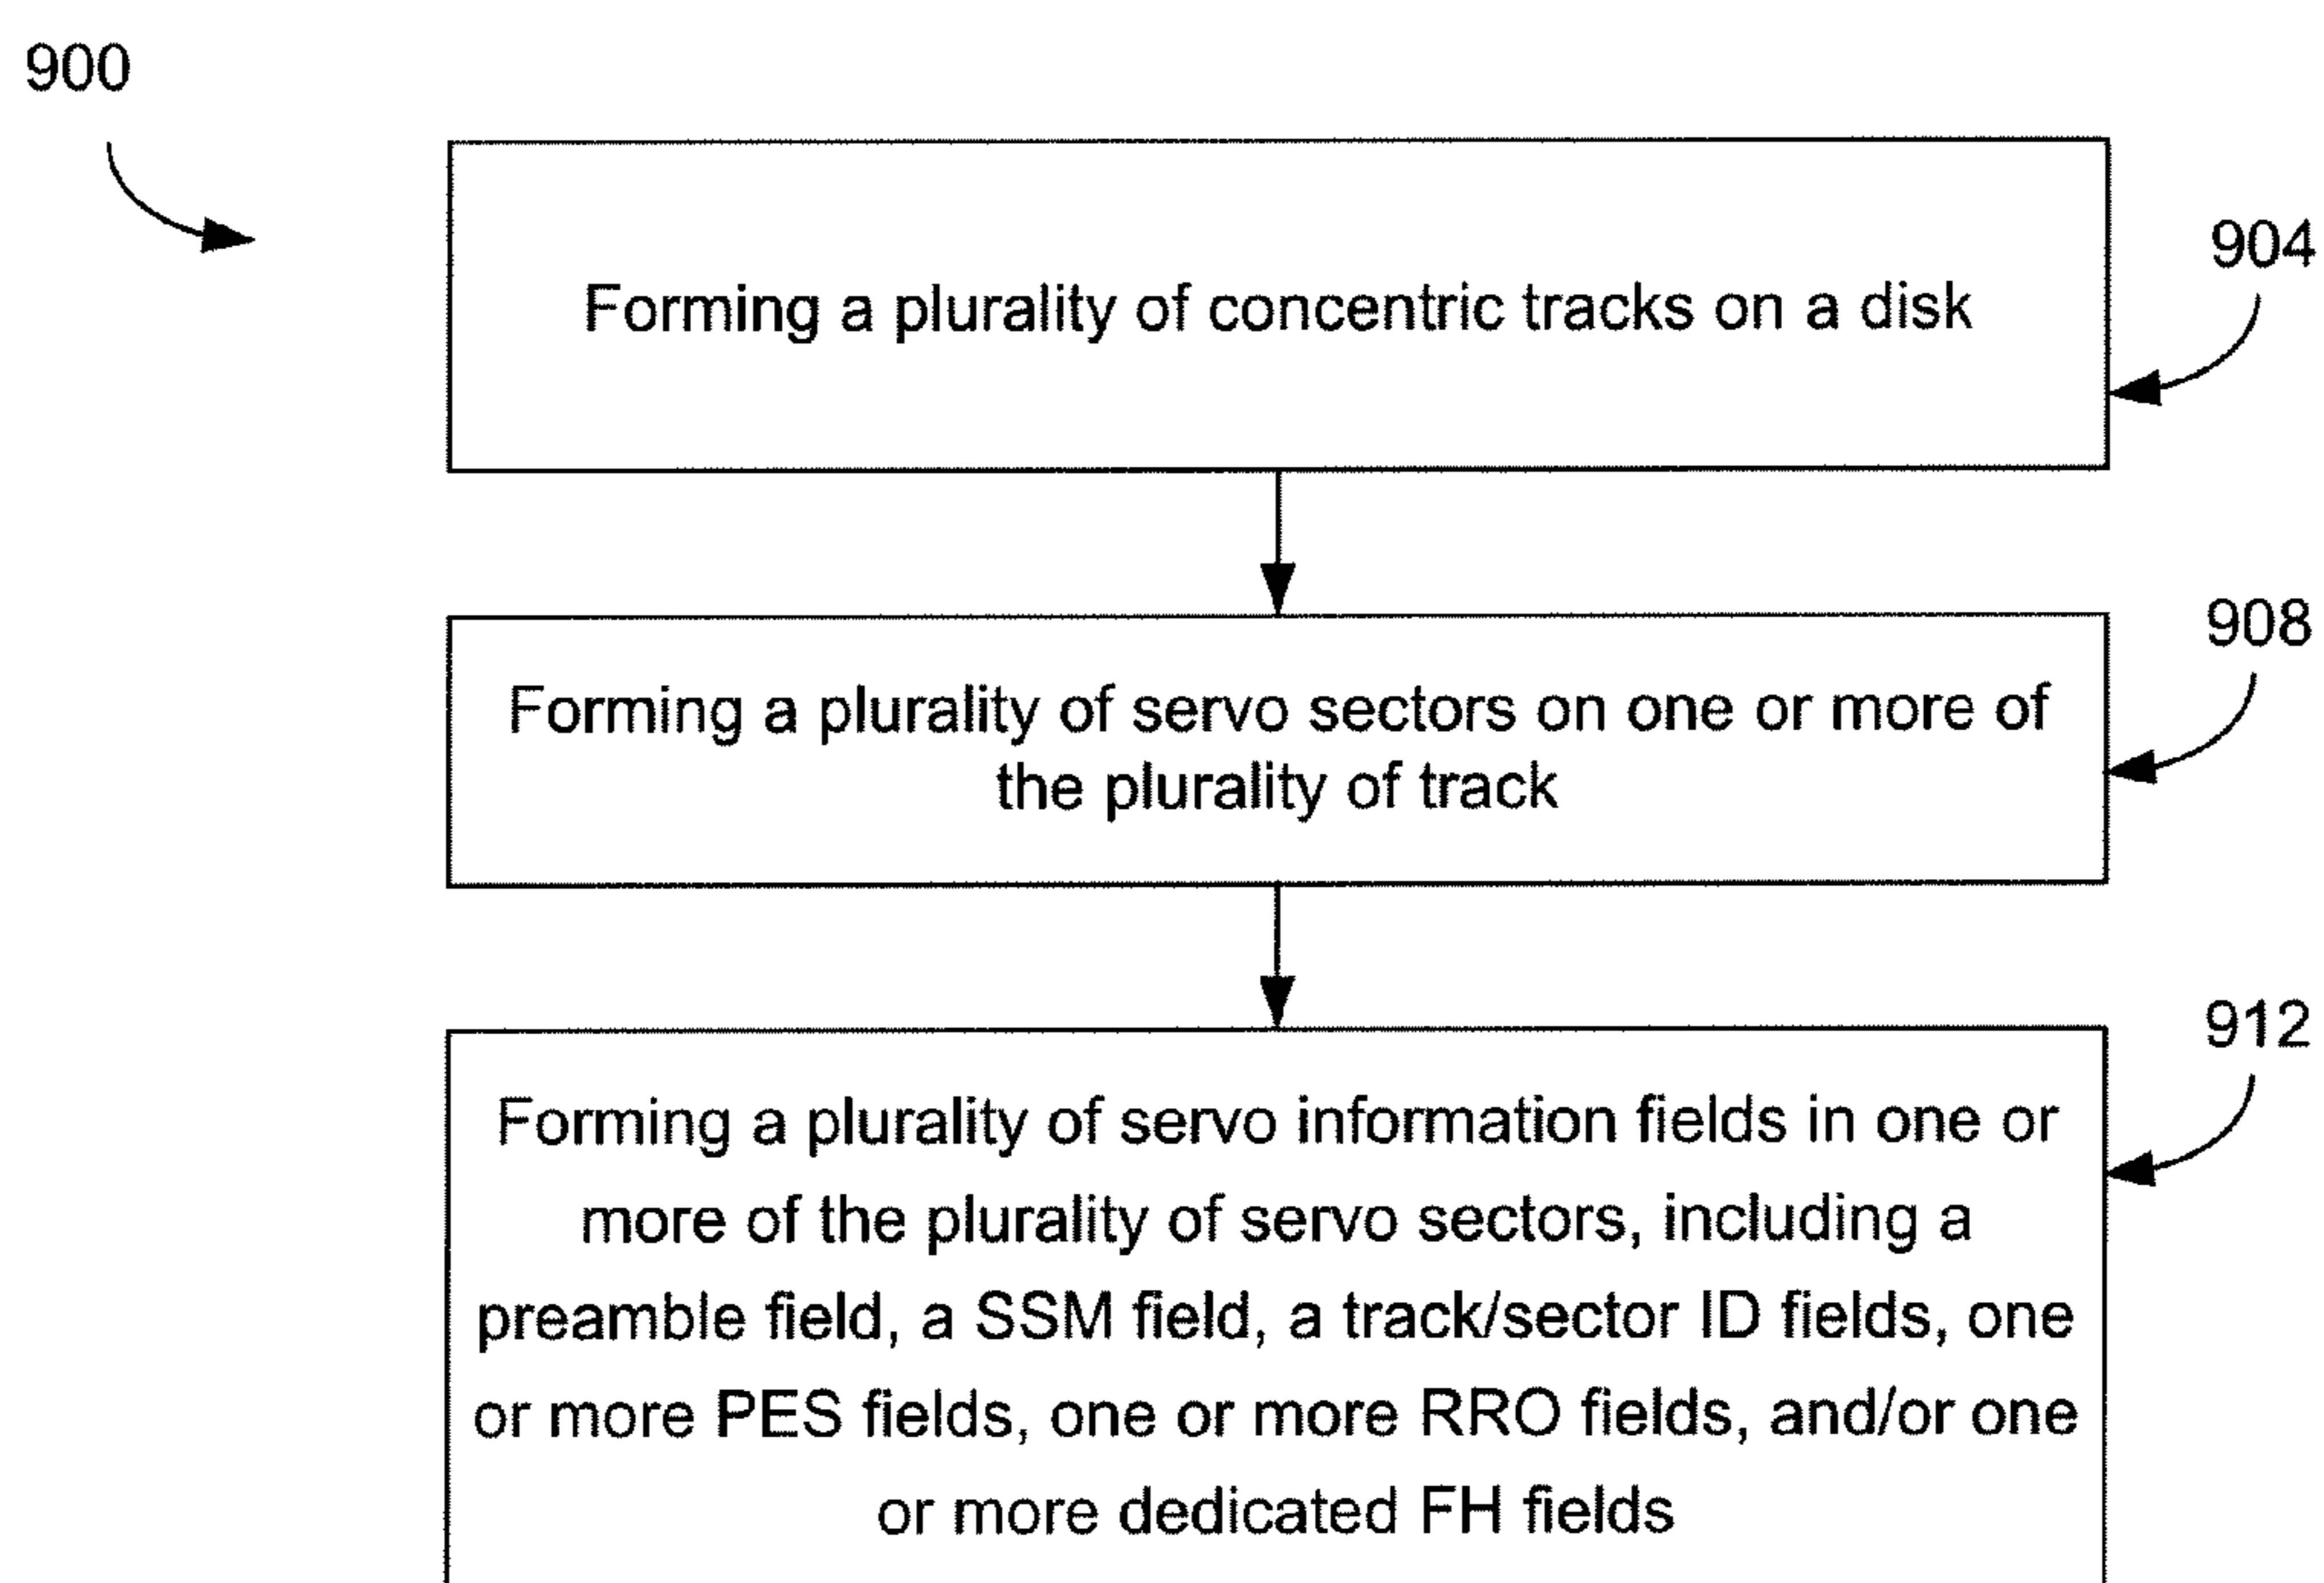 900
Forming a plurality of concentric tracks on a disk
904
Forming a plurality of servo sectors on one or more of
the plurality of track
908
Forming a plurality of servo information fields in one or
more of the plurality of servo sectors, including a
preamble field, a SSM field, a track/sector ID fields, one
or more PES fields, one or more RRO fields, and/or one
or more dedicated FH fields
912